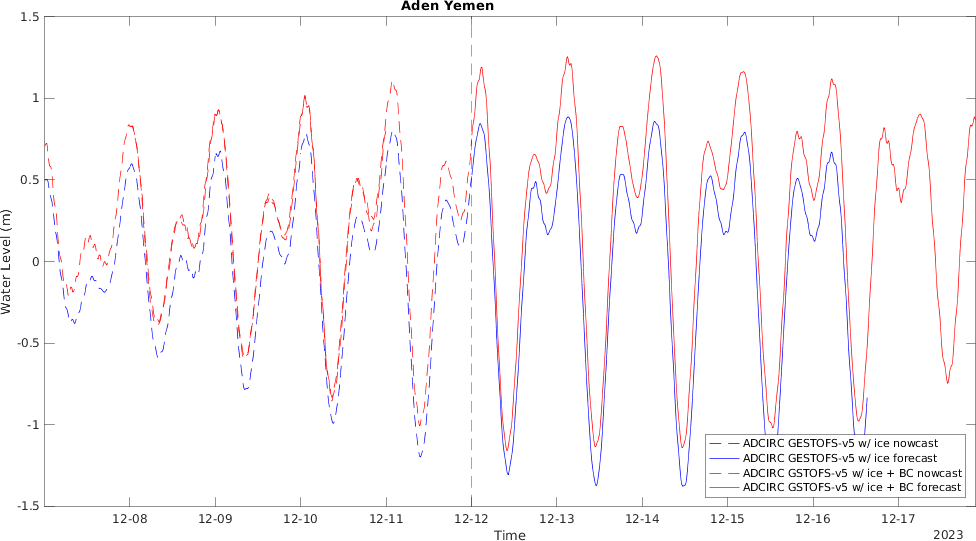 Aden Yemen
1.5
1
0.5
0
-0.5
-1
-1.5
Water Level (m)
12-08
12-09
12-10
12-11
12-12
12-13
12-14
12-15
12-16
12-17
Time
2023
ADCIRC GESTOFS-v5 w/ ice nowcast
ADCIRC GESTOFS-v5 w/ ice forecast
ADCIRC GSTOFS-v5 w/ ice + BC nowcast
ADCIRC GSTOFS-v5 w/ ice + BC forecast